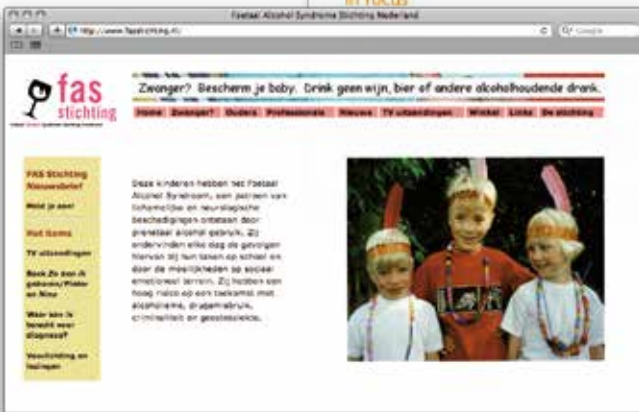 IN FOCUS
Foetaal Alcohol Syndrome Stichting Nederland
http://www.fasstichting.nl/
Google
fas
stichting
Zwanger? Bescherm je baby. Drink geen wijn, bier of andere alcoholhoudende drank.
Home Zwanger? Ouders Professionals Nieuws TV uitzendingen Winkel Links De stichting
FAS Stichting
Nieuwsbrief
Meld je aan!
Hot items
TV uitzendingen
Boek Zo ben ik
geboren/Pieter
en Nina
Waar kan ik
terecht voor
diagnose?
Voorlichting en
lezingen
Deze kinderen hebben het Foetaal
Alcohol Syndroom, een patroon van
lichamelijke en neurologische
beschadigingen ontstaan door
prenataal alcohol gebruik. Zij
ondervinden elke dag de gevolgen
hiervan bij hun taken op school en
door de moeilijkheden op sociaal
emotioneel terrein. Zij hebben een
hoog risico op een toekomst met
alcoholisme, drugsmisbruik,
criminaliteit en geestesziekte.